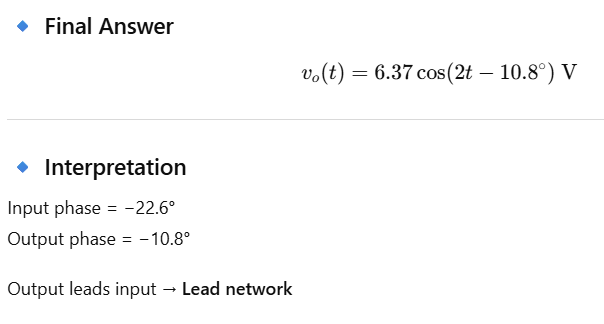 Final Answer
vₒ(t) = 6.37 cos(2t − 10.8°) V
Interpretation
Input phase = −22.6°
Output phase = −10.8°
Output leads input → Lead network